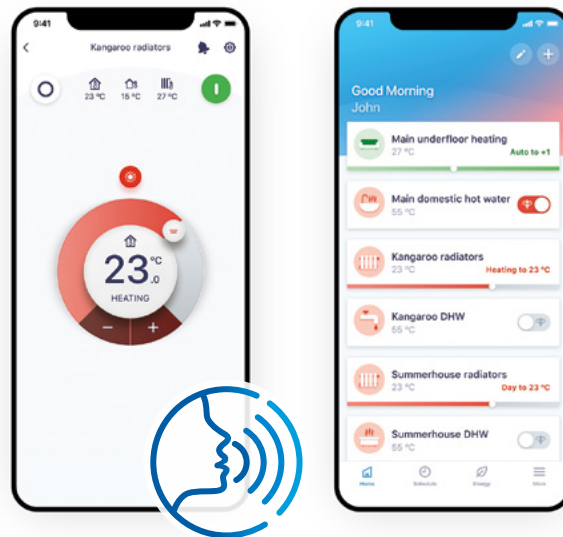 9:41
Kangaroo radiators
23 °C
15 °C
27 °C
23.0 °C
HEATING
9:41
Good Morning
John
Main underfloor heating
27 °C
Auto to +1
Main domestic hot water
55 °C
Kangaroo radiators
23 °C
Heating to 23 °C
Kangaroo DHW
55 °C
Summerhouse radiators
23 °C
Day to 23 °C
Summerhouse DHW
55 °C
Home
Schedule
Energy
More